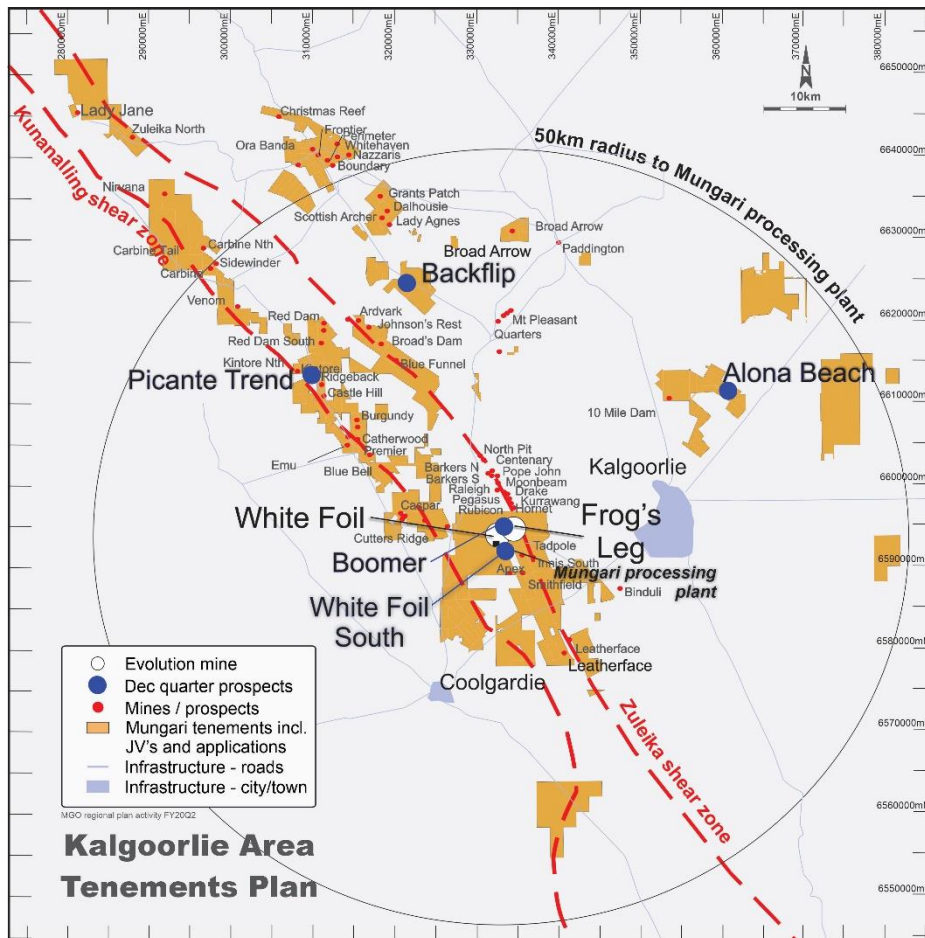 280000mE
290000mE
300000mE
310000mE
320000mE
330000mE
340000mE
350000mE
360000mE
370000mE
380000mE
6650000mN
N
10km
6640000mN
6630000mN
6620000mN
6610000mN
6600000mN
6590000mN
6580000mN
6570000mN
6560000mN
6550000mN
50km radius to Mungari processing plant
Kunanalling shear zone
Zuleika shear zone
Lady Jane
Zuleika North
Christmas Reef
Frontier
Perimeter
Ora Banda
Whitehaven
Nazzaris
Boundary
Nirvana
Grants Patch
Dalhousie
Scottish Archer
Lady Agnes
Broad Arrow
Broad Arrow
Paddington
Carbine Nth
Carbine Tail
Sidewinder
Carbine
Backflip
Venom
Ardvark
Red Dam
Johnson's Rest
Mt Pleasant
Red Dam South
Broad's Dam
Quarters
Blue Funnel
Kintore Nth
Kintore
Picante Trend
Ridgeback
Castle Hill
Alona Beach
10 Mile Dam
Burgundy
Catherwood
Premier
Emu
Blue Bell
North Pit
Centenary
Barkers N
Pope John
Barkers S
Moonbeam
Raleigh
Drake
Pegasus
Kurrawang
Rubicon
Hornet
Kalgoorlie
Caspar
White Foil
Cutters Ridge
Frog's
Leg
Boomer
Tadpole
Innis South
Apex
Mungari processing
plant
Smithfield
Binduli
White Foil
South
Leatherface
Leatherface
Coolgardie
Evolution mine
Dec quarter prospects
Mines / prospects
Mungari tenements incl.
JV's and applications
Infrastructure - roads
Infrastructure - city/town
MGO regional plan activity FY20Q2
Kalgoorlie Area
Tenements Plan